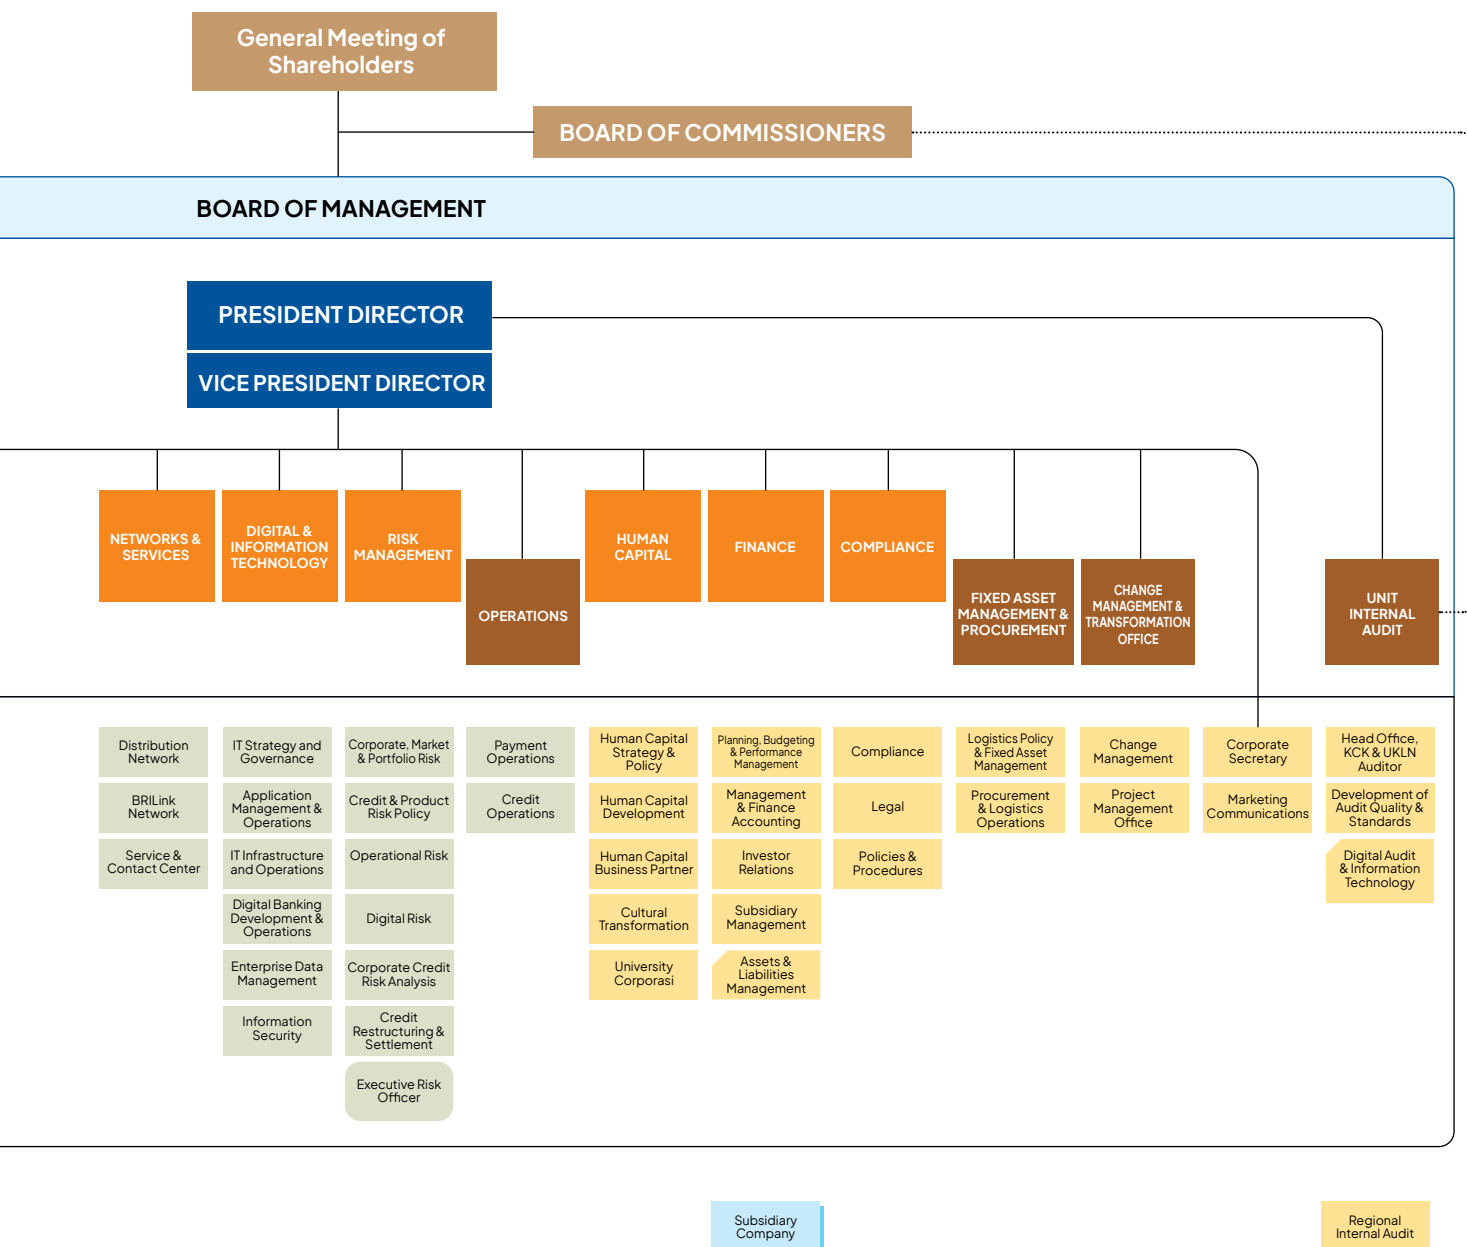 General Meeting of
Shareholders
BOARD OF COMMISSIONERS
BOARD OF MANAGEMENT
PRESIDENT DIRECTOR
VICE PRESIDENT DIRECTOR
NETWORKS &
SERVICES
DIGITAL &
INFORMATION
TECHNOLOGY
RISK
MANAGEMENT
OPERATIONS
HUMAN
CAPITAL
FINANCE
COMPLIANCE
FIXED ASSET
MANAGEMENT &
PROCUREMENT
CHANGE
MANAGEMENT &
TRANSFORMATION
OFFICE
UNIT
INTERNAL
AUDIT
Distribution
Network
BRILink
Network
Service &
Contact Center
IT Strategy and
Governance
Application
Management &
Operations
IT Infrastructure
and Operations
Digital Banking
Development &
Operations
Enterprise Data
Management
Information
Security
Corporate, Market
& Portfolio Risk
Credit & Product
Risk Policy
Operational Risk
Digital Risk
Corporate Credit
Risk Analysis
Credit
Restructuring &
Settlement
Executive Risk
Officer
Payment
Operations
Credit
Operations
Human Capital
Strategy &
Policy
Human Capital
Development
Human Capital
Business Partner
Cultural
Transformation
University
Corporasi
Planning, Budgeting
& Performance
Management
Management
& Finance
Accounting
Investor
Relations
Subsidiary
Management
Assets &
Liabilities
Management
Compliance
Legal
Policies &
Procedures
Logistics Policy
& Fixed Asset
Management
Procurement
& Logistics
Operations
Change
Management
Project
Management
Office
Corporate
Secretary
Marketing
Communications
Head Office,
KCK & UKLN
Auditor
Development of
Audit Quality &
Standards
Digital Audit
& Information
Technology
Subsidiary
Company
Regional
Internal Audit